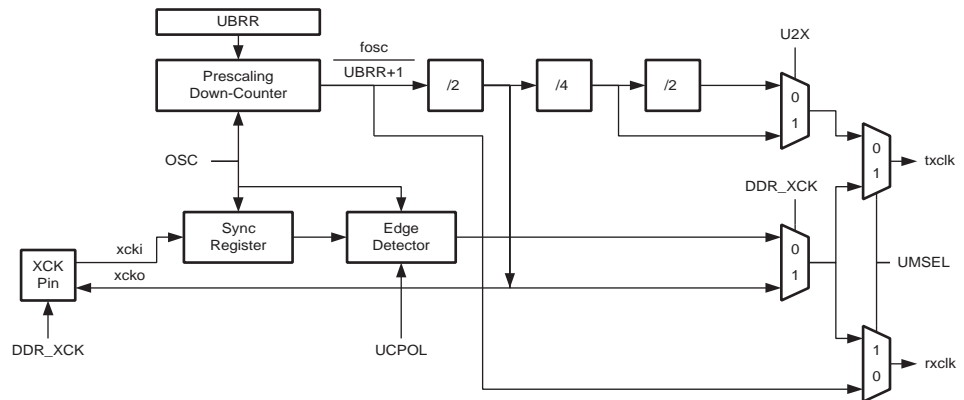 UBRR
fosc
U2X
Prescaling
Down-Counter
UBRR+1
/2
/4
/2
0
1
OSC
0
1
txclk
DDR_XCK
Sync
Register
Edge
Detector
0
1
xcki
XCK
Pin
xcko
UMSEL
DDR_XCK
UCPOL
1
0
rxclk